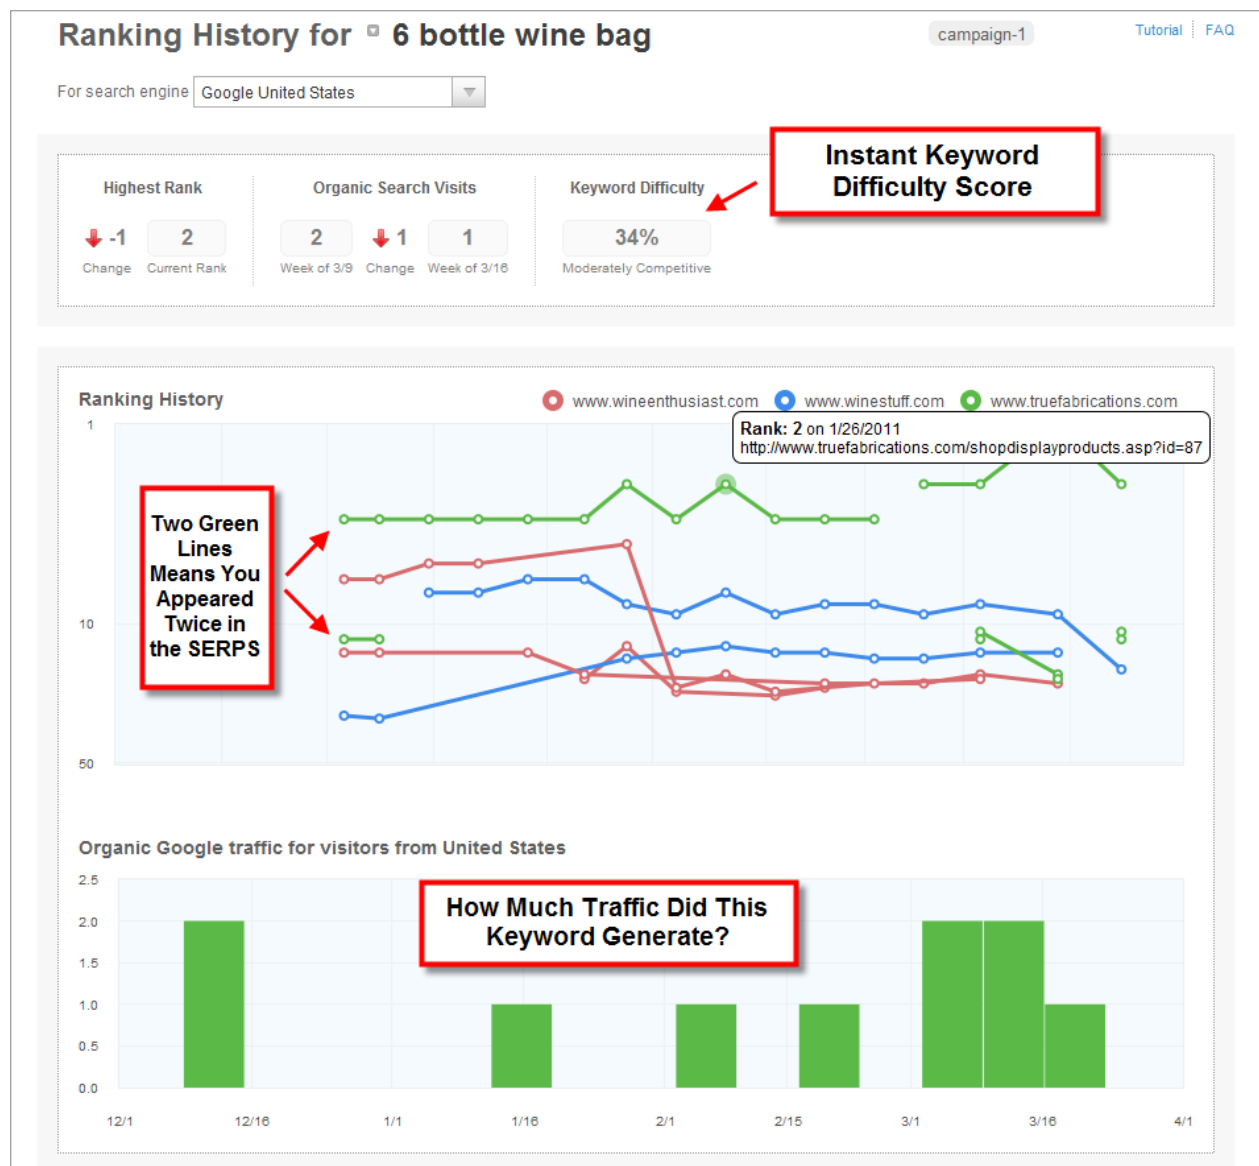 Ranking History for 6 bottle wine bag
campaign-1
Tutorial
FAQ
For search engine
Google United States
Instant Keyword
Difficulty Score
Highest Rank
Organic Search Visits
Keyword Difficulty
-1
2
2
1
1
34%
Change
Current Rank
Week of 3/9
Change
Week of 3/16
Moderately Competitive
Ranking History
www.wineenthusiast.com
www.winestuff.com
www.truefabrications.com
Rank: 2 on 1/26/2011
http://www.truefabrications.com/shopdisplayproducts.asp?id=87
1
10
50
Two Green
Lines
Means You
Appeared
Twice in
the SERPS
Organic Google traffic for visitors from United States
How Much Traffic Did This
Keyword Generate?
2.5
2.0
1.5
1.0
0.5
0.0
12/1
12/16
1/1
1/16
2/1
2/15
3/1
3/16
4/1